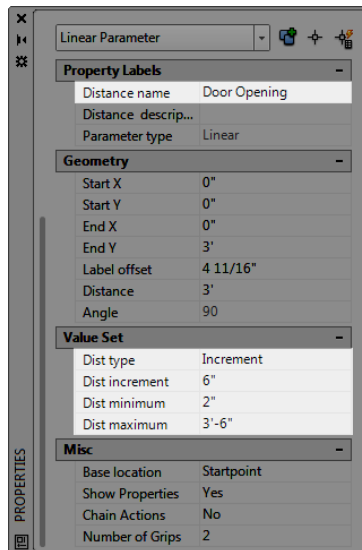 Linear Parameter
Property Labels
Distance name Door Opening
Distance descrip...
Parameter type Linear
Geometry
Start X 0"
Start Y 0"
End X 0"
End Y 3'
Label offset 4 11/16"
Distance 3'
Angle 90
Value Set
Dist type Increment
Dist increment 6"
Dist minimum 2"
Dist maximum 3'-6"
Misc
Base location Startpoint
Show Properties Yes
Chain Actions No
Number of Grips 2
PROPERTIES